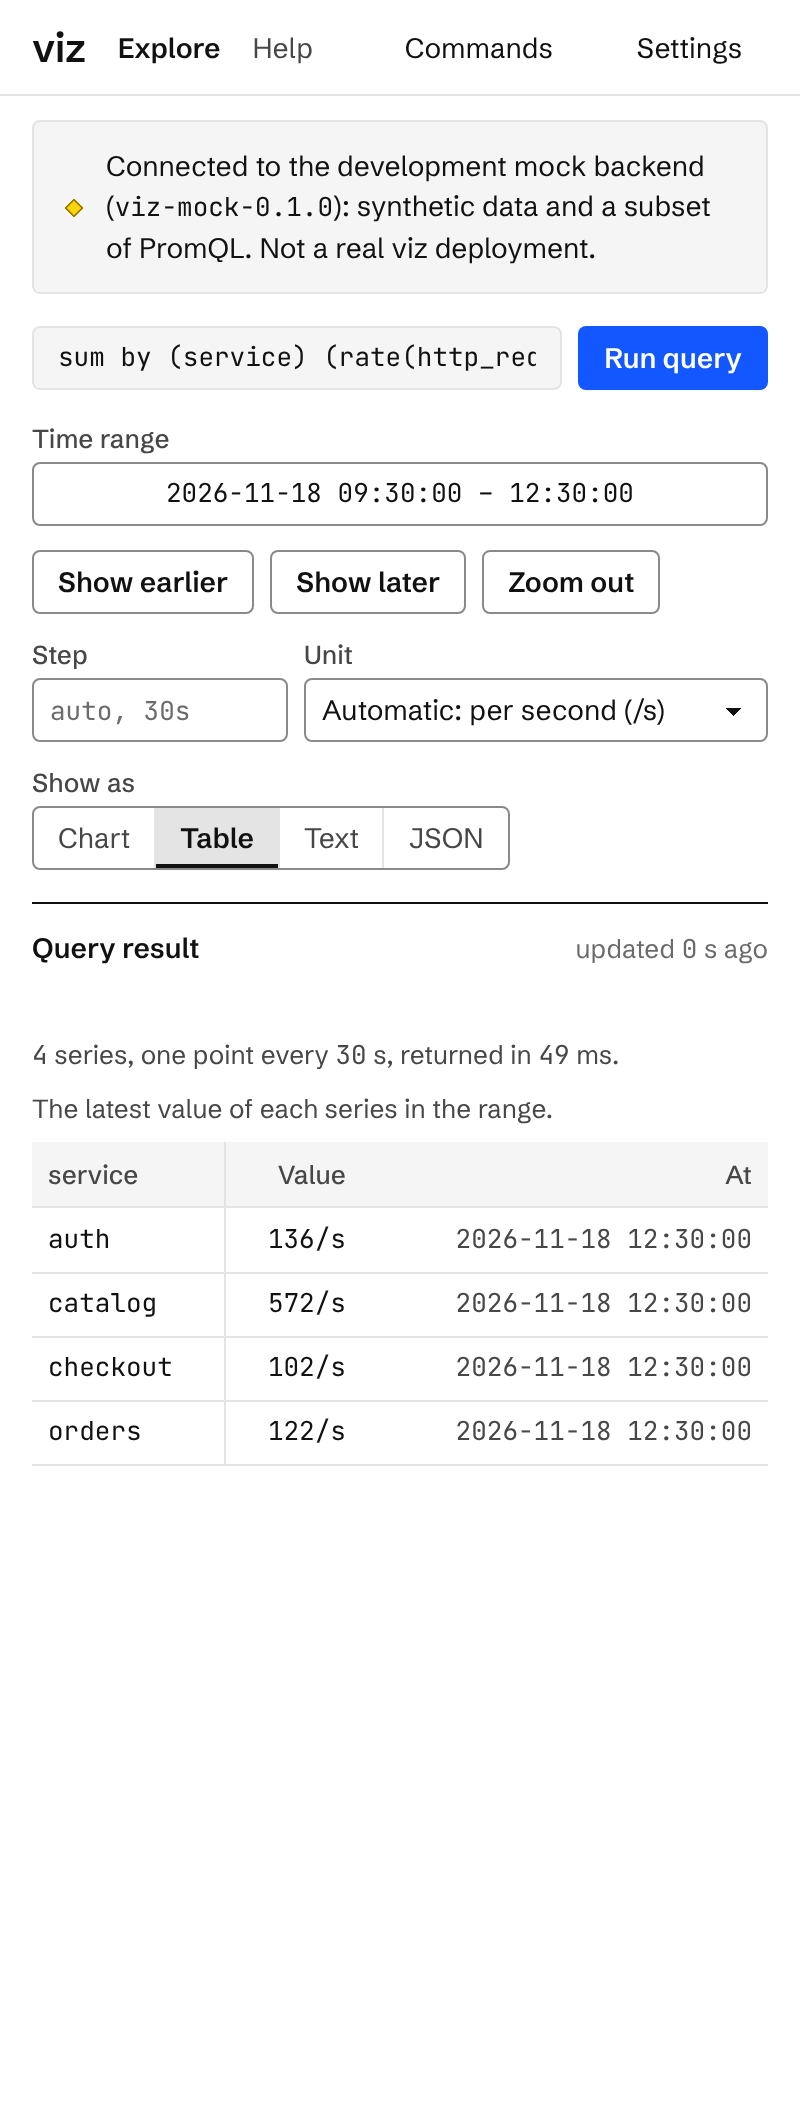 viz Explore Help Commands Settings
Connected to the development mock backend
(viz-mock-0.1.0): synthetic data and a subset
of PromQL. Not a real viz deployment.
sum by (service) (rate(http_rec Run query
Time range
2026-11-18 09:30:00 – 12:30:00
Show earlier Show later Zoom out
Step Unit
auto, 30s Automatic: per second (/s)
Show as
Chart Table Text JSON
Query result updated 0 s ago
4 series, one point every 30 s, returned in 49 ms.
The latest value of each series in the range.
service Value At
auth 136/s 2026-11-18 12:30:00
catalog 572/s 2026-11-18 12:30:00
checkout 102/s 2026-11-18 12:30:00
orders 122/s 2026-11-18 12:30:00